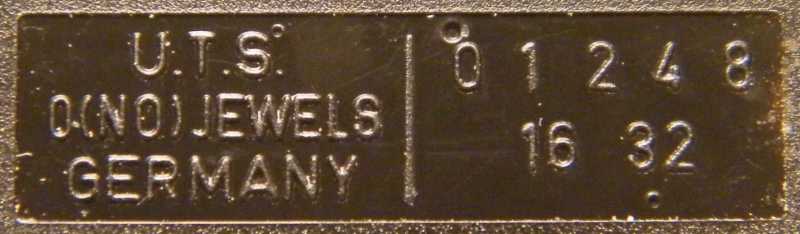 U.T.S.
0 (NO) JEWELS
GERMANY
0 1 2 4 8
16 32